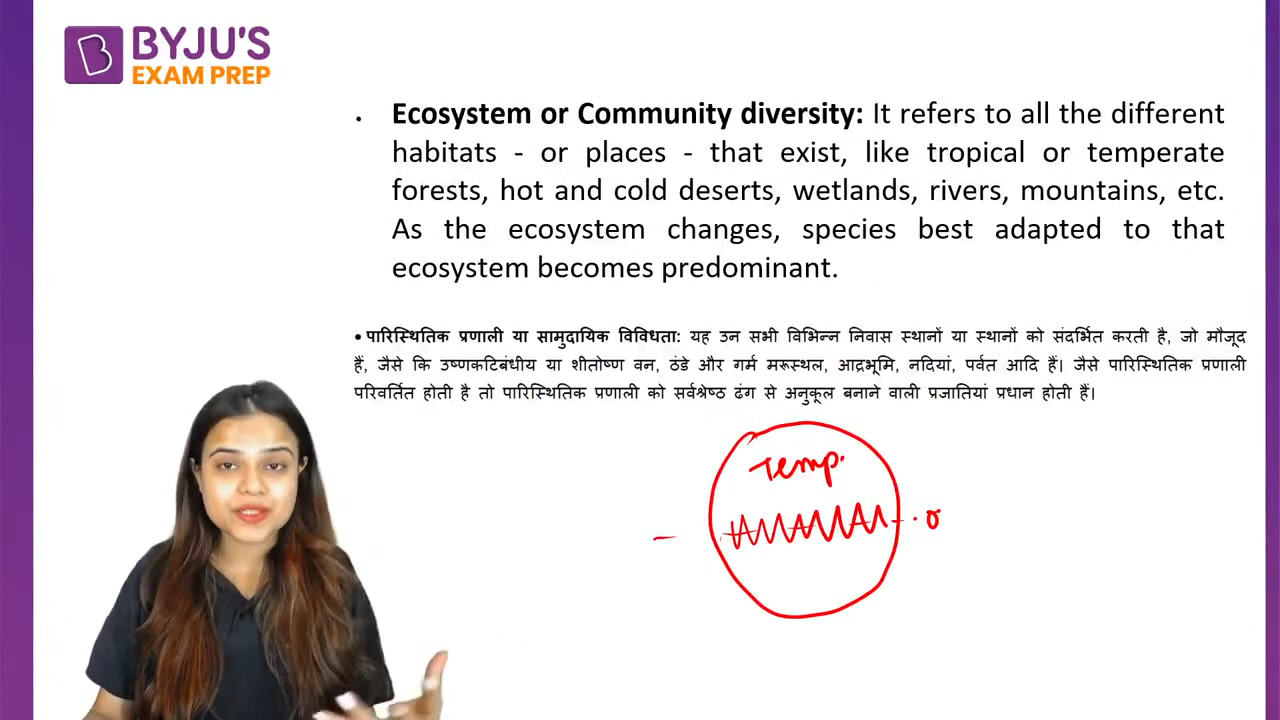 BYJU'S
EXAM PREP
• Ecosystem or Community diversity: It refers to all the different
habitats - or places - that exist, like tropical or temperate
forests, hot and cold deserts, wetlands, rivers, mountains, etc.
As the ecosystem changes, species best adapted to that
ecosystem becomes predominant.
• पारिस्थितिक प्रणाली या सामुदायिक विविधता: यह उन सभी विभिन्न निवास स्थानों या स्थानों को संदर्भित करती है, जो मौजूद
हैं, जैसे कि उष्णकटिबंधीय या शीतोष्ण वन, ठंडे और गर्म मरूस्थल, आद्रभूमि, नदियां, पर्वत आदि हैं। जैसे पारिस्थितिक प्रणाली
परिवर्तित होती है तो पारिस्थितिक प्रणाली को सर्वश्रेष्ठ ढंग से अनुकूल बनाने वाली प्रजातियां प्रधान होती हैं।
Temp.